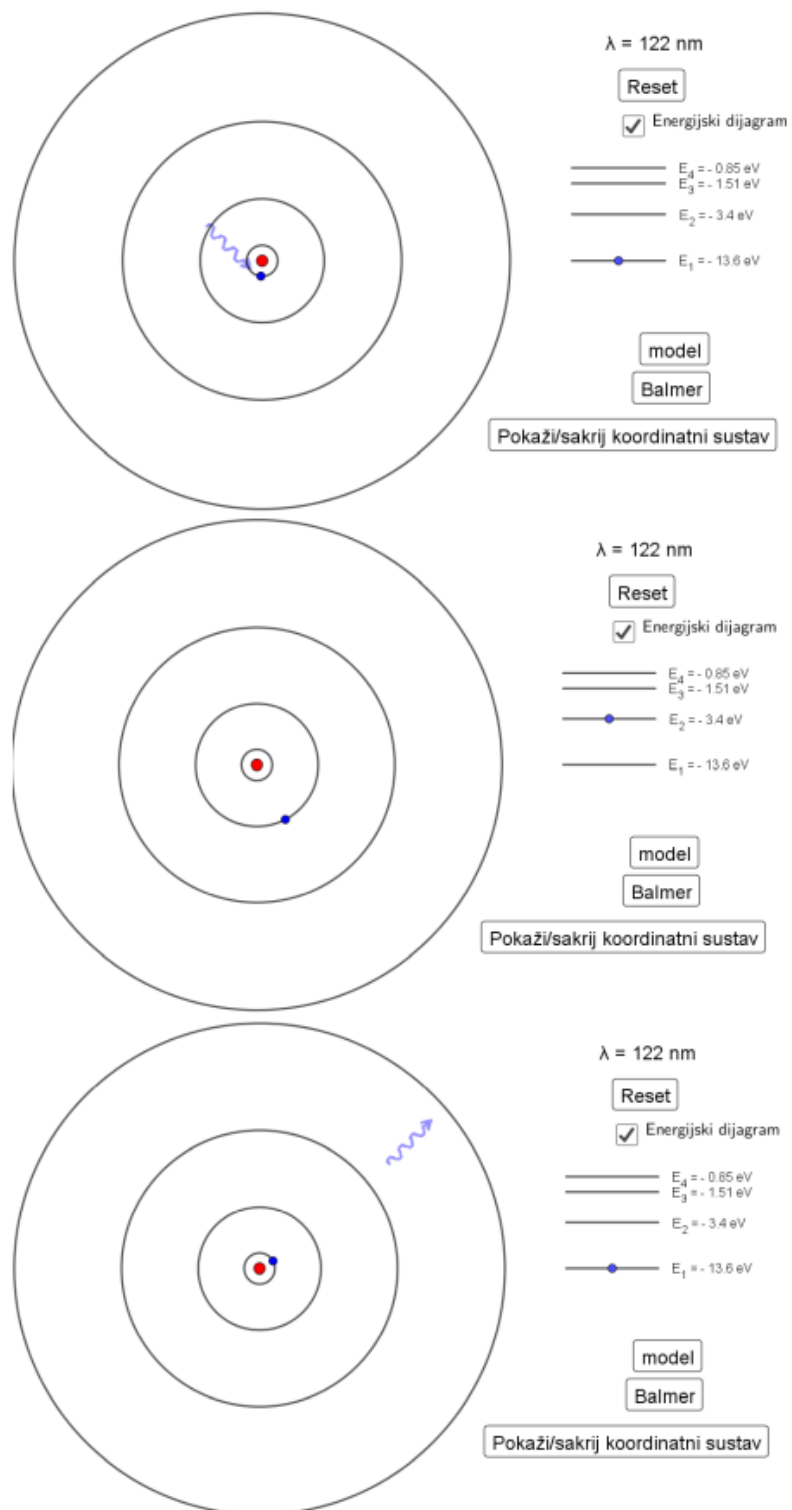 λ = 122 nm
Reset
Energijski dijagram
E4 = - 0.85 eV
E3 = - 1.51 eV
E2 = - 3.4 eV
E1 = - 13.6 eV
model
Balmer
Pokaži/sakrij koordinatni sustav
λ = 122 nm
Reset
Energijski dijagram
E4 = - 0.85 eV
E3 = - 1.51 eV
E2 = - 3.4 eV
E1 = - 13.6 eV
model
Balmer
Pokaži/sakrij koordinatni sustav
λ = 122 nm
Reset
Energijski dijagram
E4 = - 0.85 eV
E3 = - 1.51 eV
E2 = - 3.4 eV
E1 = - 13.6 eV
model
Balmer
Pokaži/sakrij koordinatni sustav